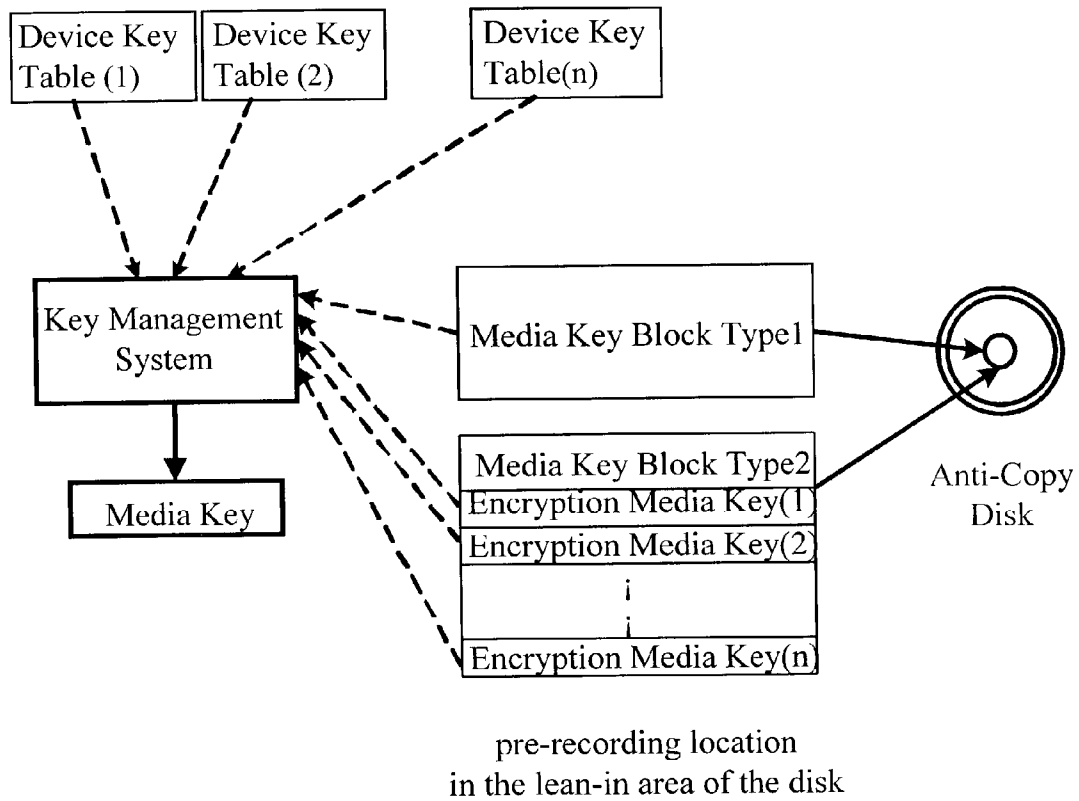 Device Key
Table (1)
Device Key
Table (2)
Device Key
Table(n)
Key Management
System
Media Key Block Type1
Media Key Block Type2
Encryption Media Key(1)
Encryption Media Key(2)
Encryption Media Key(n)
Media Key
Anti-Copy
Disk
pre-recording location
in the lean-in area of the disk